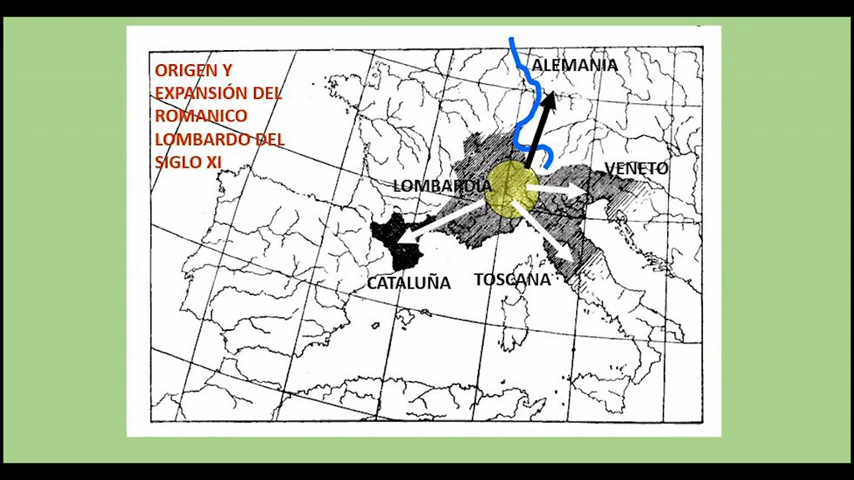 ORIGEN Y
EXPANSIÓN DEL
ROMANICO
LOMBARDO DEL
SIGLO XI
ALEMANIA
VENETO
LOMBARDIA
CATALUÑA
TOSCANA